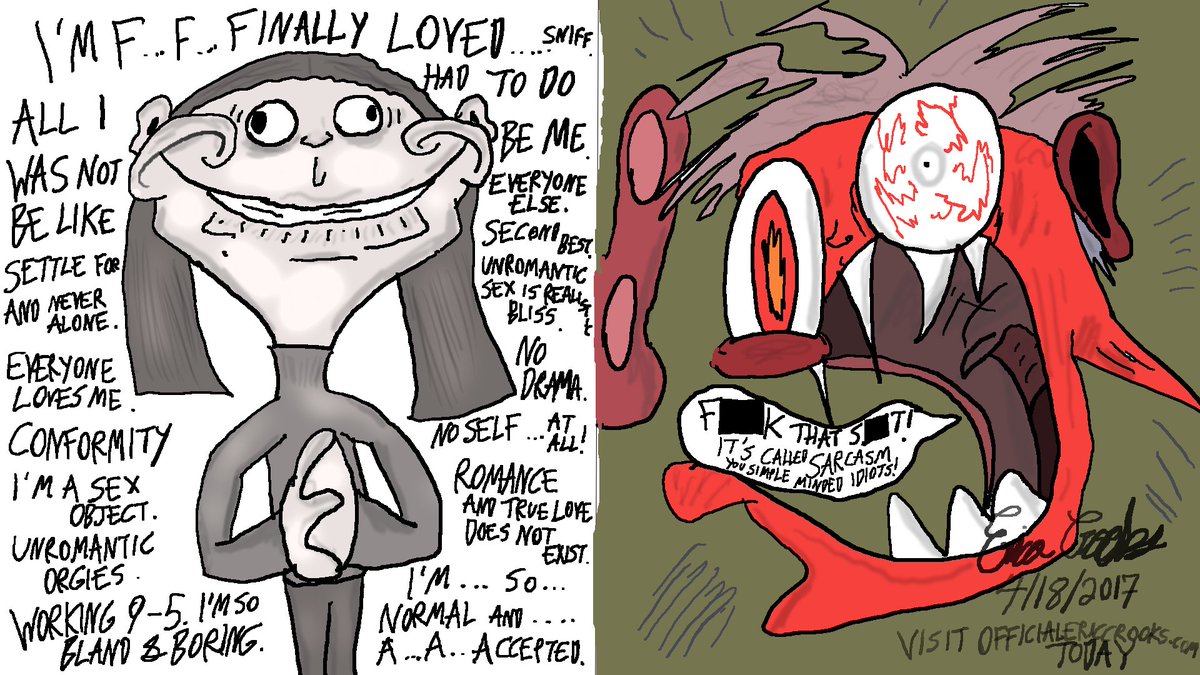 I'M F... F... FINALLY LOVED..... SNIFF.
ALL I
HAD TO DO
WAS NOT
BE ME.
BE LIKE
EVERYONE
ELSE.
SETTLE FOR
SECOND BEST.
AND NEVER
ALONE.
UNROMANTIC
SEX IS
BLISS.
EVERYONE
LOVES ME.
NO
DRAMA.
CONFORMITY
NO SELF... AT
ALL!
I'M A SEX
OBJECT.
ROMANCE
AND TRUE LOVE
DOES NOT
EXIST.
UNROMANTIC
ORGIES.
I'M... SO...
WORKING 9-5. I'M SO
BLAND & BORING.
NORMAL AND....
A...A...ACCEPTED.
F██K THAT S█T!
IT'S CALLED SARCASM
YOU SIMPLE MINDED IDIOTS!
Eric Crooks
4/18/2017
VISIT OFFICIALERICCROOKS.com
TODAY